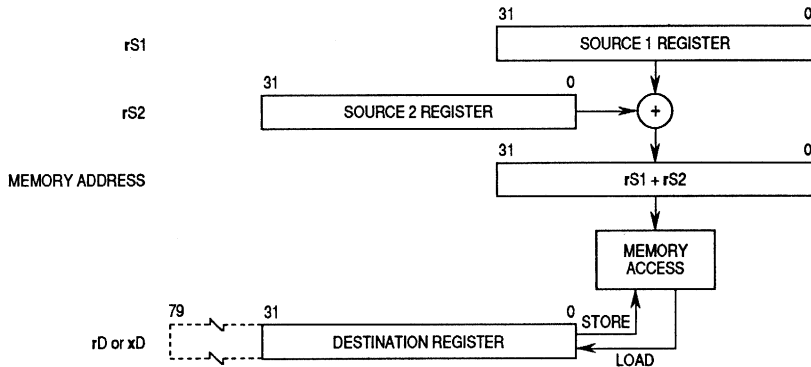 31 0
rS1 SOURCE 1 REGISTER
31 0
rS2 SOURCE 2 REGISTER +
31 0
MEMORY ADDRESS rS1 + rS2
MEMORY
ACCESS
79 31 0
STORE
rD or xD DESTINATION REGISTER
LOAD